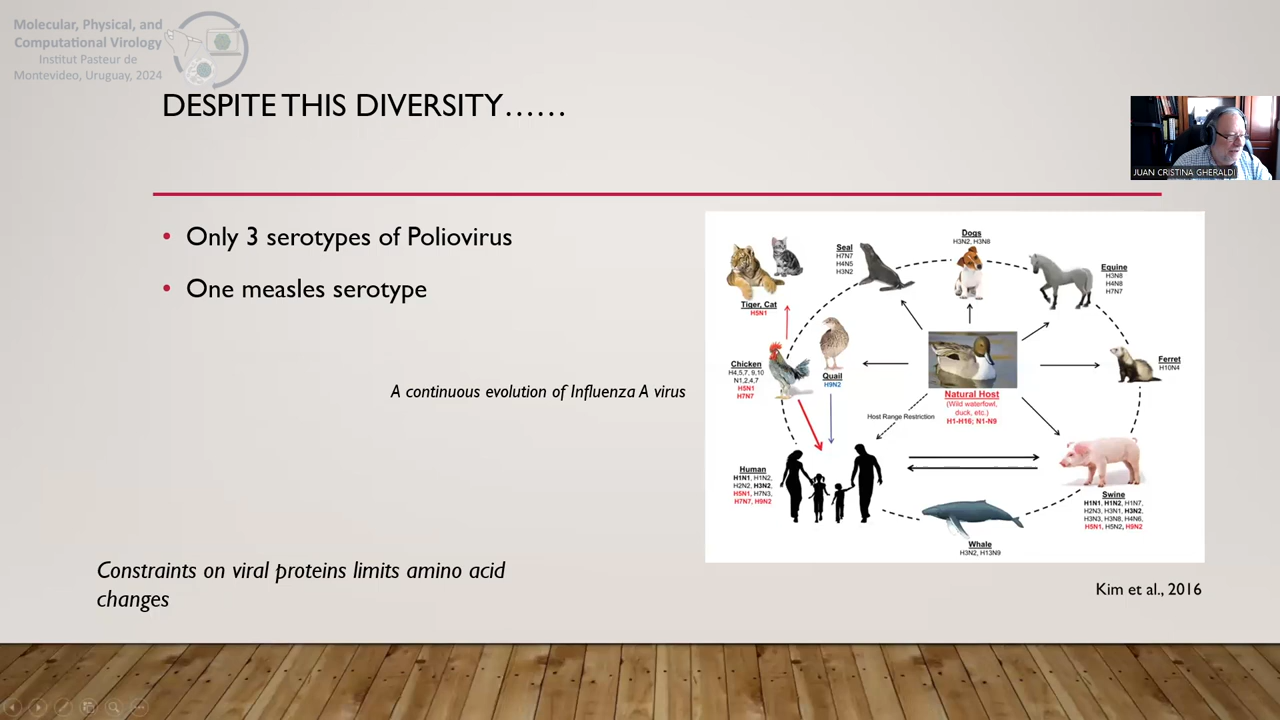 Molecular, Physical, and
Computational Virology
Institut Pasteur de
Montevideo, Uruguay, 2024
DESPITE THIS DIVERSITY......
JUAN CRISTINA GHERALDI
• Only 3 serotypes of Poliovirus
• One measles serotype
A continuous evolution of Influenza A virus
Constraints on viral proteins limits amino acid
changes
Dogs
H3N2, H3N8
Seal
H7N7
H4N5
H3N2
Equine
H3N8
H4N8
H7N7
Tiger, Cat
H5N1
Chicken
H4,5,7, 9,10
N1,2,4,7
H5N1
H7N7
Quail
H9N2
Natural Host
(Wild waterfowl,
duck, etc.)
H1-H16; N1-N9
Ferret
H10N4
Host Range Restriction
Human
H1N1, H1N2,
H2N2, H3N2,
H5N1, H7N3,
H7N7, H9N2
Swine
H1N1, H1N2, H1N7,
H2N3, H3N1, H3N2,
H3N3, H3N8, H4N6,
H5N1, H5N2, H9N2
Whale
H3N2, H13N9
Kim et al., 2016